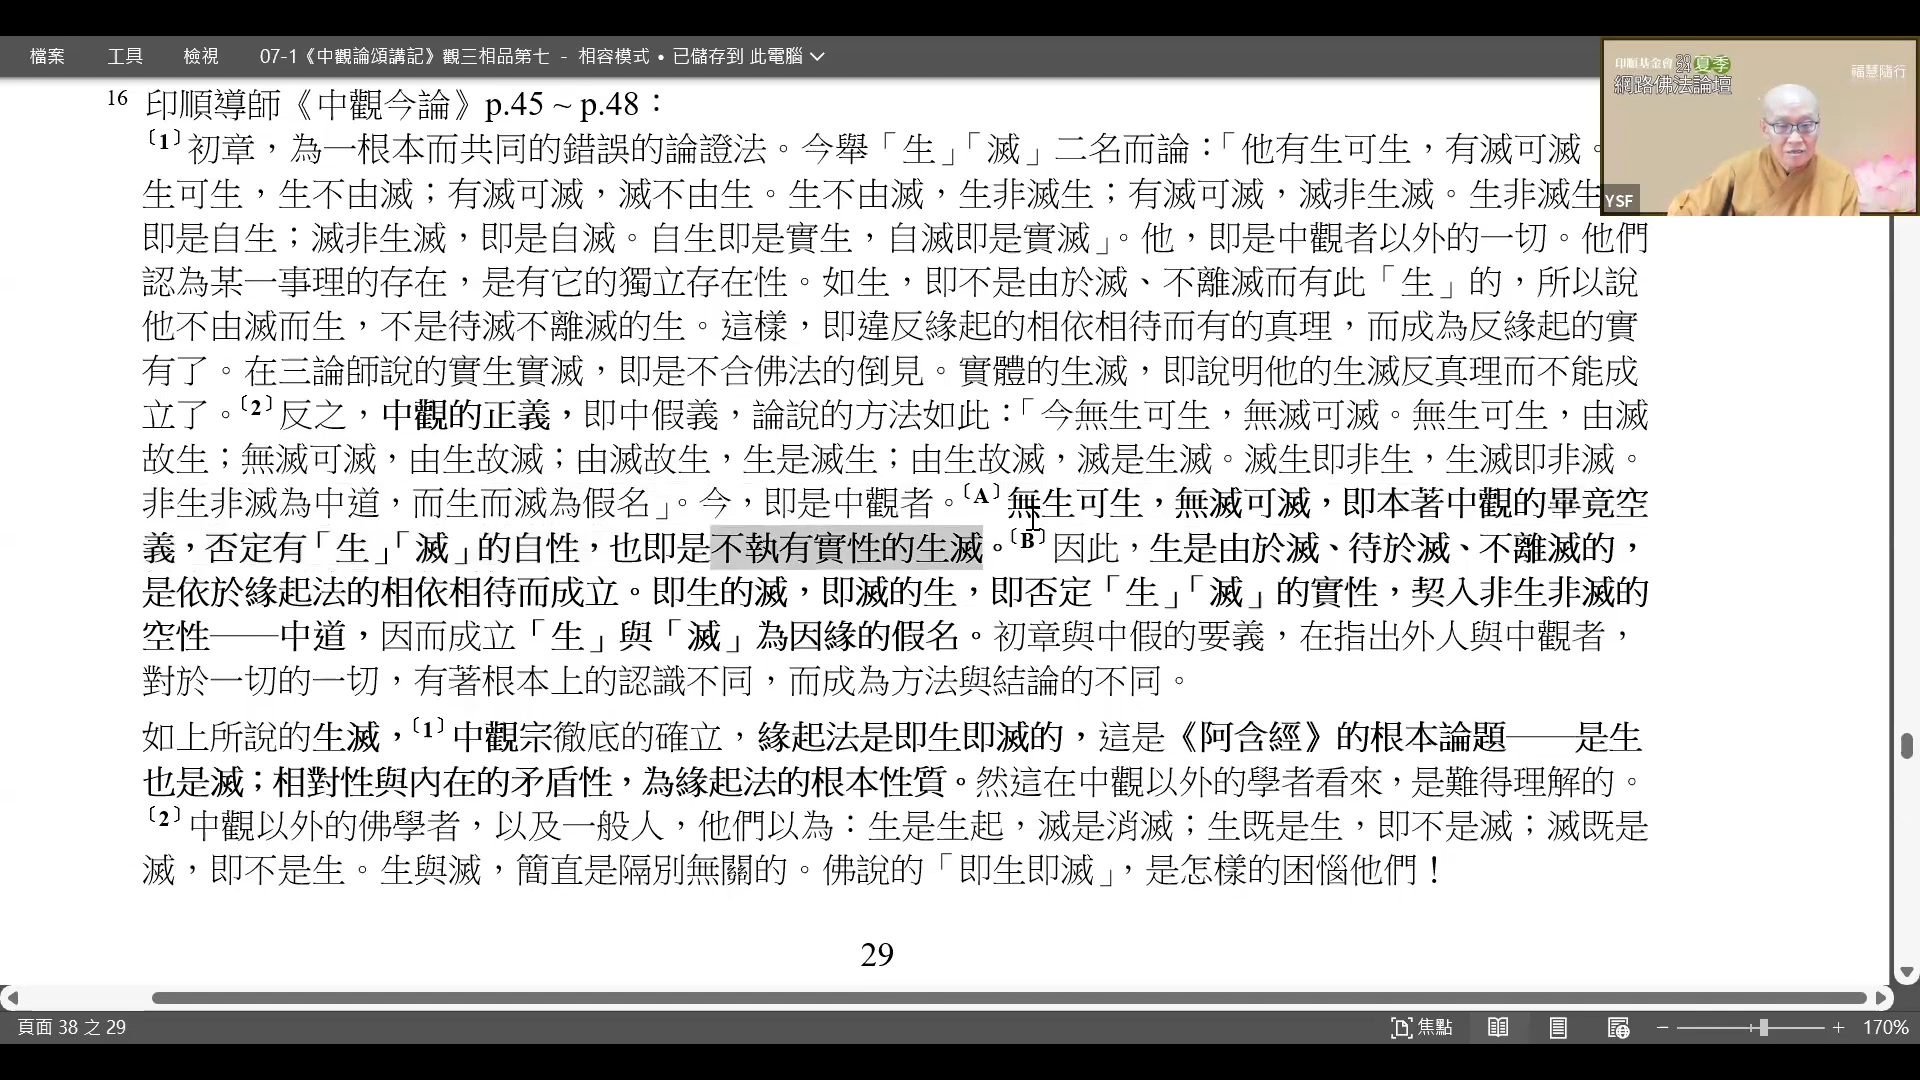 檔案 工具 檢視 07-1《中觀論頌講記》觀三相品第七 - 相容模式 • 已儲存到 此電腦
印順基金會 2024 夏季
網路佛法論壇
福慧隨行
YSF
16 印順導師《中觀今論》p.45 ~ p.48：
〔1〕初章，為一根本而共同的錯誤的論證法。今舉「生」「滅」二名而論：「他有生可生，有滅可滅。
生可生，生不由滅；有滅可滅，滅不由生。生不由滅，生非滅生；有滅可滅，滅非生滅。生非滅生
即是自生；滅非生滅，即是自滅。自生即是實生，自滅即是實滅」。他，即是中觀者以外的一切。他們
認為某一事理的存在，是有它的獨立存在性。如生，即不是由於滅、不離滅而有此「生」的，所以說
他不由滅而生，不是待滅不離滅的生。這樣，即違反緣起的相依相待而有的真理，而成為反緣起的實
有了。在三論師說的實生實滅，即是不合佛法的倒見。實體的生滅，即說明他的生滅反真理而不能成
立了。〔2〕反之，中觀的正義，即中假義，論說的方法如此：「今無生可生，無滅可滅。無生可生，由滅
故生；無滅可滅，由生故滅；由滅故生，生是滅生；由生故滅，滅是生滅。滅生即非生，生滅即非滅。
非生非滅為中道，而生而滅為假名」。今，即是中觀者。〔A〕無生可生，無滅可滅，即本著中觀的畢竟空
義，否定有「生」「滅」的自性，也即是不執有實性的生滅。〔B〕因此，生是由於滅、待於滅、不離滅的，
是依於緣起法的相依相待而成立。即生的滅，即滅的生，即否定「生」「滅」的實性，契入非生非滅的
空性──中道，因而成立「生」與「滅」為因緣的假名。初章與中假的要義，在指出外人與中觀者，
對於一切的一切，有著根本上的認識不同，而成為方法與結論的不同。
如上所說的生滅，〔1〕中觀宗徹底的確立，緣起法是即生即滅的，這是《阿含經》的根本論題──是生
也是滅；相對性與內在的矛盾性，為緣起法的根本性質。然這在中觀以外的學者看來，是難得理解的。
〔2〕中觀以外的佛學者，以及一般人，他們以為：生是生起，滅是消滅；生既是生，即不是滅；滅既是
滅，即不是生。生與滅，簡直是隔別無關的。佛說的「即生即滅」，是怎樣的困惱他們！
29
頁面 38 之 29 焦點 170%